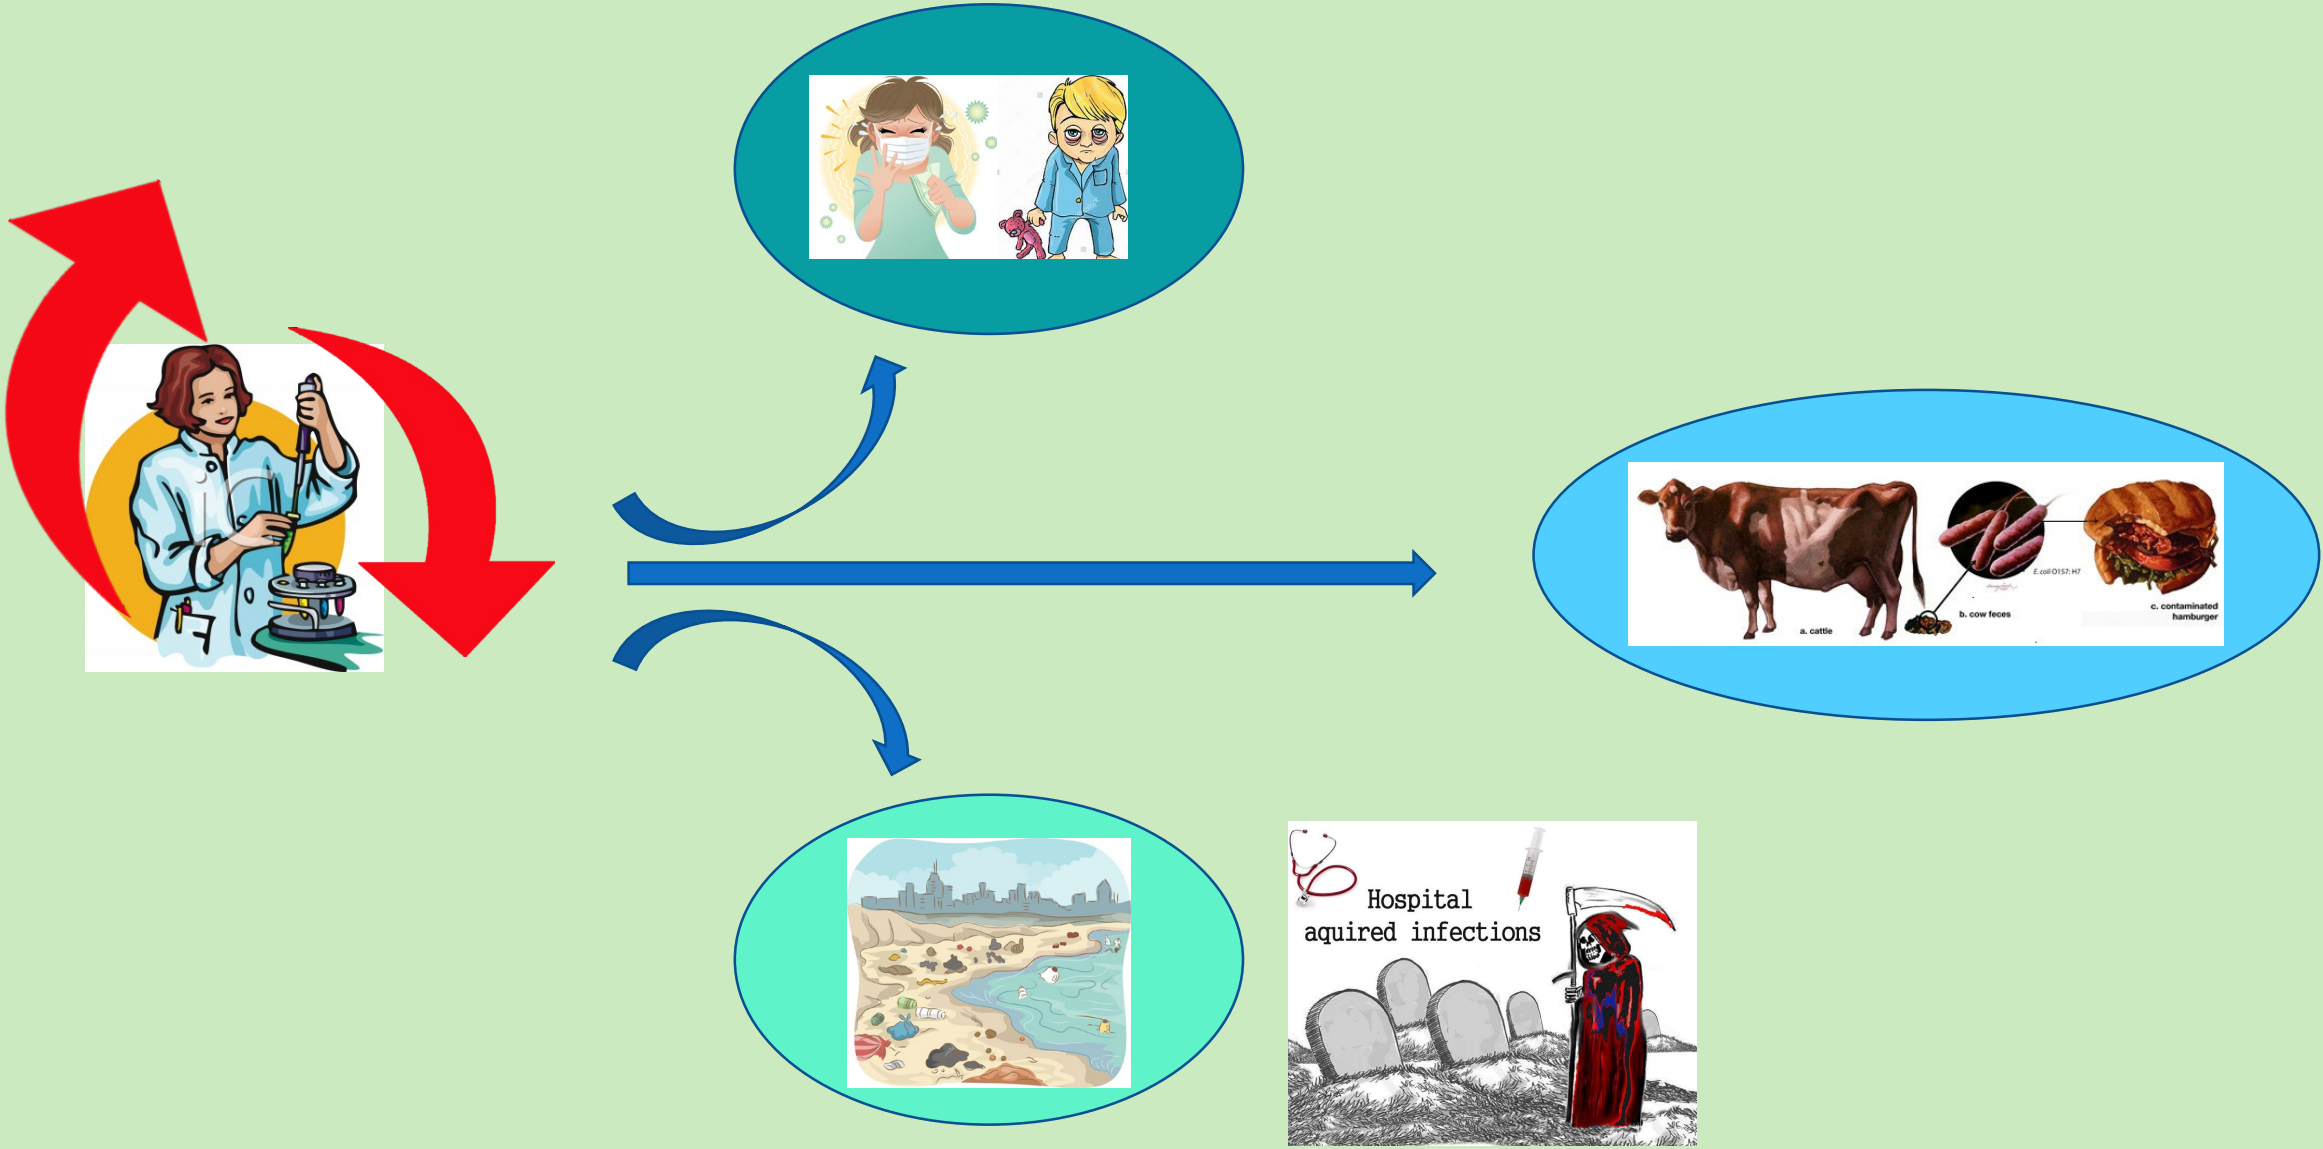 E. coli O157: H7
b. cow feces
c. contaminated
hamburger
a. cattle
Hospital
aquired infections